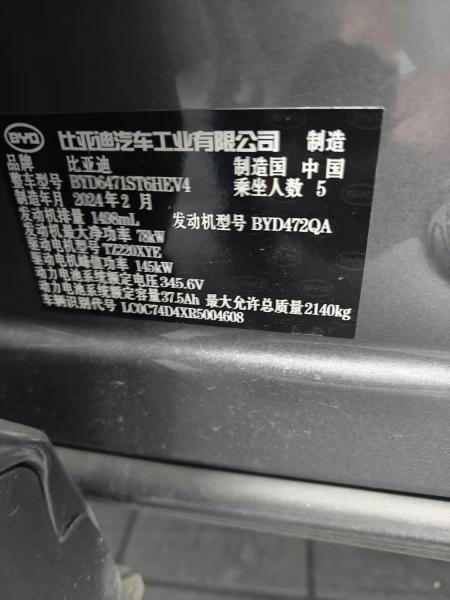 BYD 比亚迪汽车工业有限公司 制造
品牌 比亚迪 制造国 中国
整车型号 BYD6471ST6HEV4 乘坐人数 5
制造年月 2024年2月
发动机排量 1498mL 发动机型号 BYD472QA
发动机最大净功率 78kW
驱动电机型号 TZ220XYE
驱动电机峰值功率 145kW
动力电池系统额定电压 345.6V
动力电池系统额定容量 37.5Ah 最大允许总质量 2140kg
车辆识别代号 LC0C74D4XR5004608